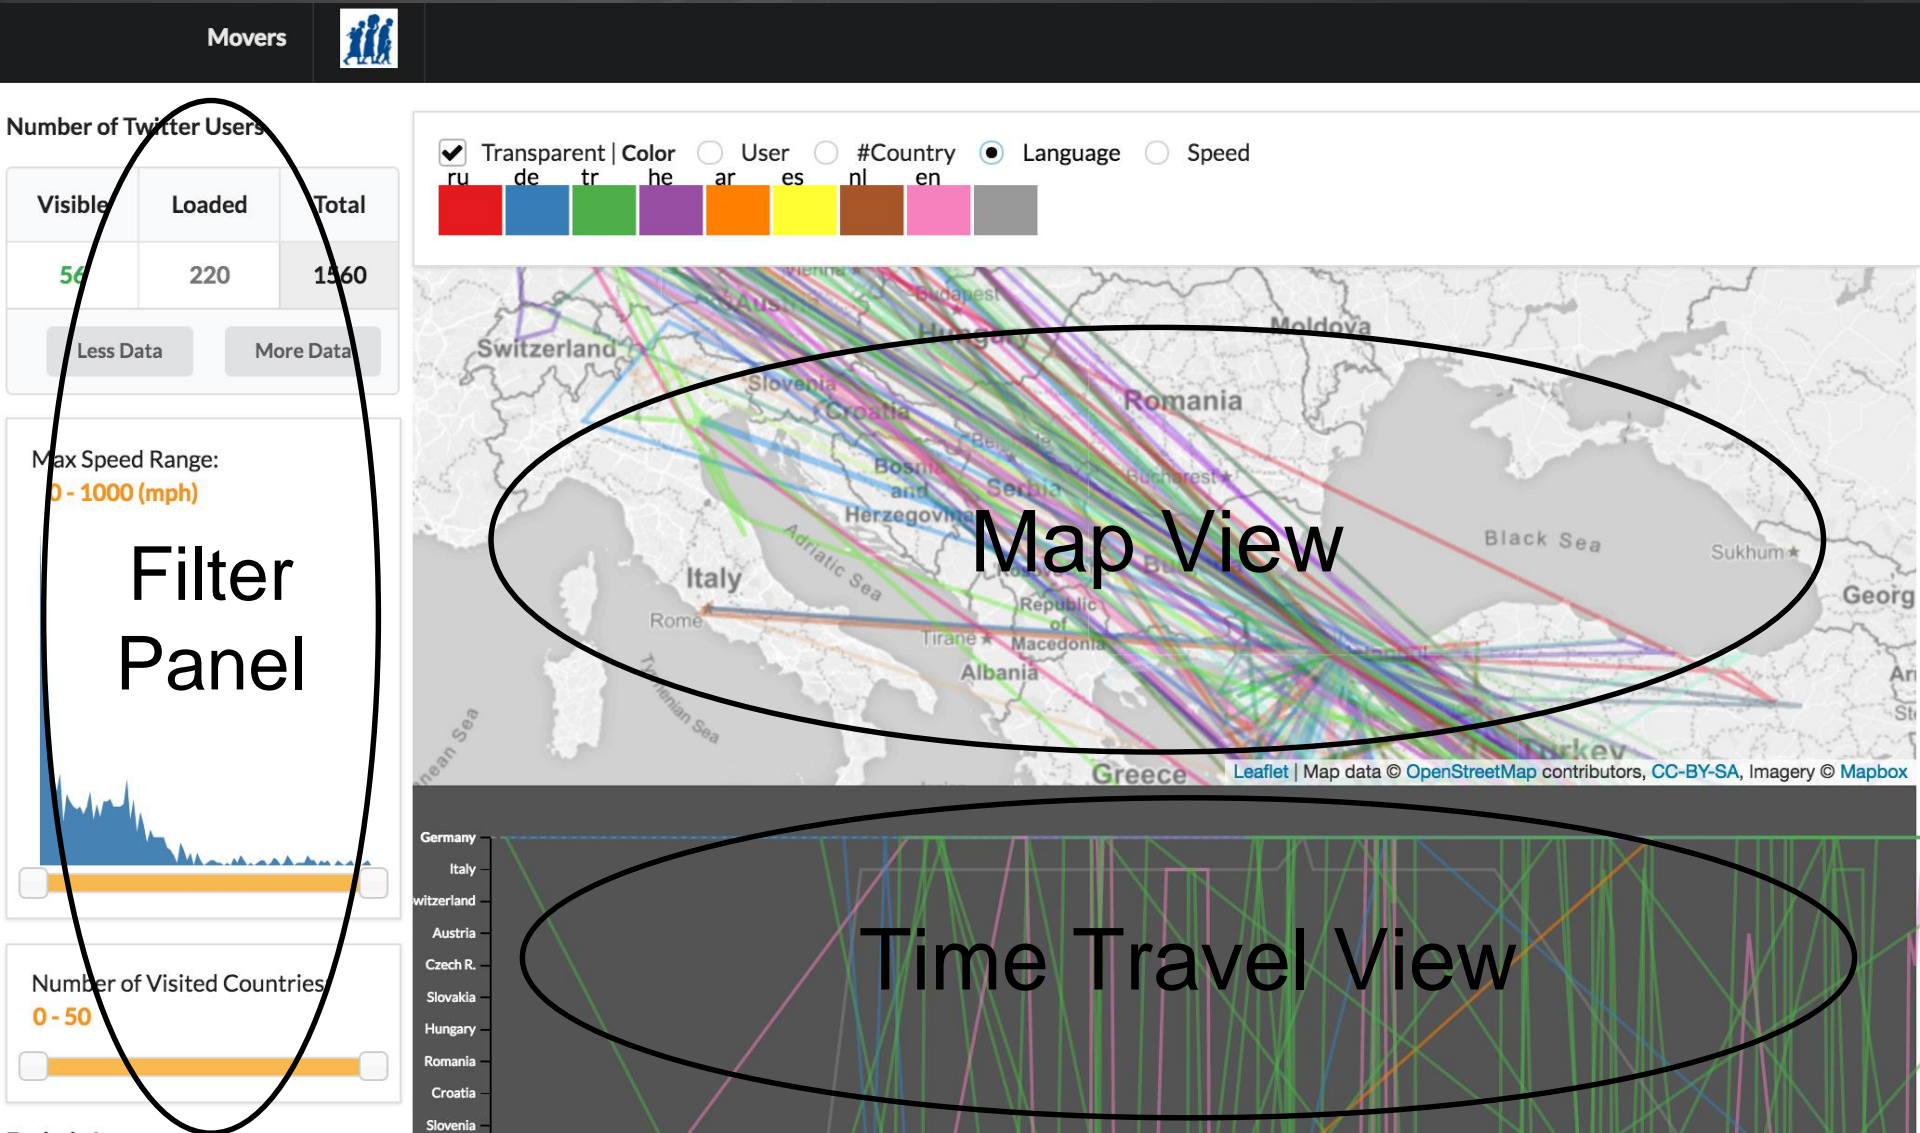 Movers
Number of Twitter Users
Visible Loaded Total
56 220 1560
Less Data More Data
Max Speed Range:
0 - 1000 (mph)
Filter
Panel
Number of Visited Countries
0 - 50
Transparent | Color User #Country Language Speed
ru de tr he ar es nl en
Vienna
Austria
Budapest
Hungary
Moldova
Switzerland
Slovenia
Croatia
Romania
Belgrade
Bosnia
and
Herzegovina
Serbia
Bucharest
Map View
Adriatic Sea
Black Sea
Sukhum
Italy
Rome
Georg
Republic
of
Macedonia
Tirane
Albania
Tyrrhenian Sea
Istanbul
Turkey
Greece
Leaflet | Map data © OpenStreetMap contributors, CC-BY-SA, Imagery © Mapbox
Time Travel View
Germany
Italy
witzerland
Austria
Czech R.
Slovakia
Hungary
Romania
Croatia
Slovenia